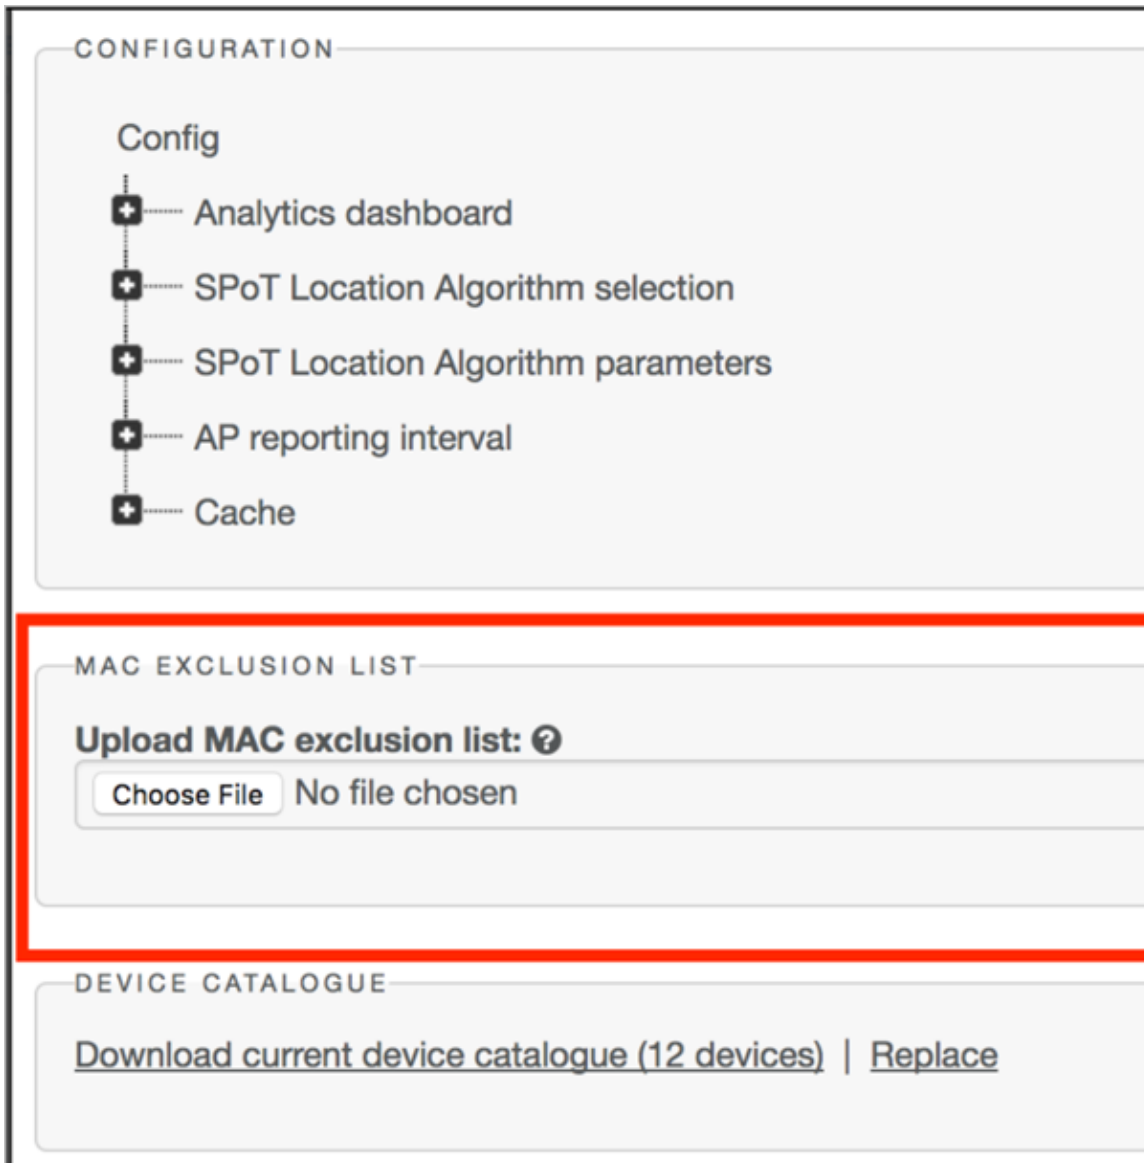 CONFIGURATION
Config
Analytics dashboard
SPoT Location Algorithm selection
SPoT Location Algorithm parameters
AP reporting interval
Cache
MAC EXCLUSION LIST
Upload MAC exclusion list: ?
Choose File No file chosen
DEVICE CATALOGUE
Download current device catalogue (12 devices) | Replace